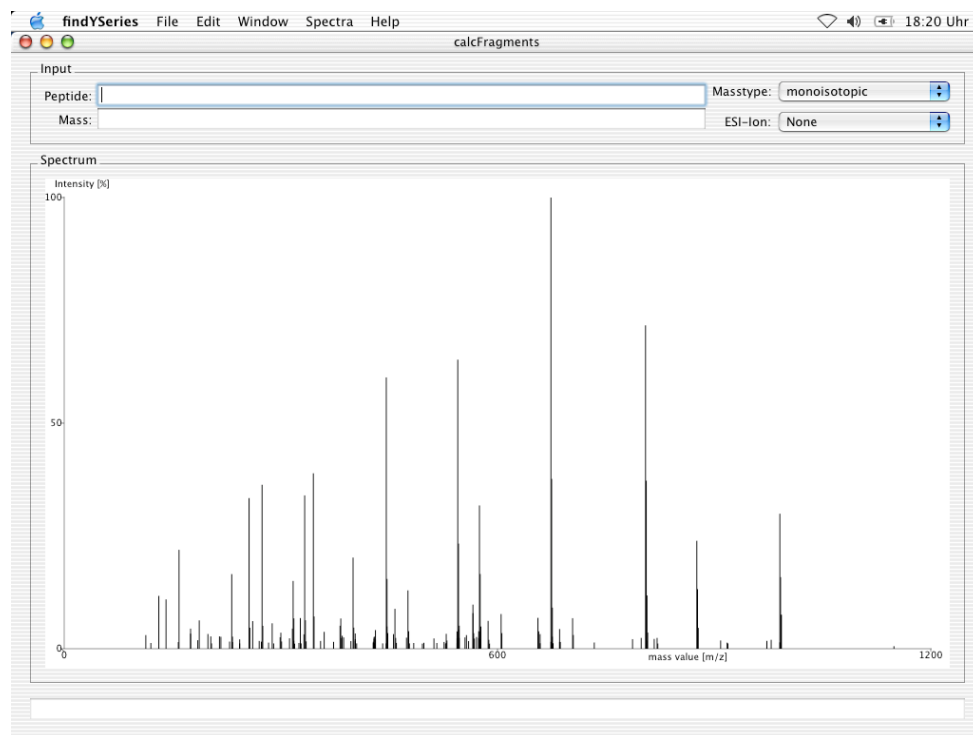 findYSeries File Edit Window Spectra Help 18:20 Uhr
calcFragments
Input
Peptide: Masstype: monoisotopic
Mass: ESI-Ion: None
Spectrum
Intensity [%]
100
50
0
0 600 mass value [m/z] 1200